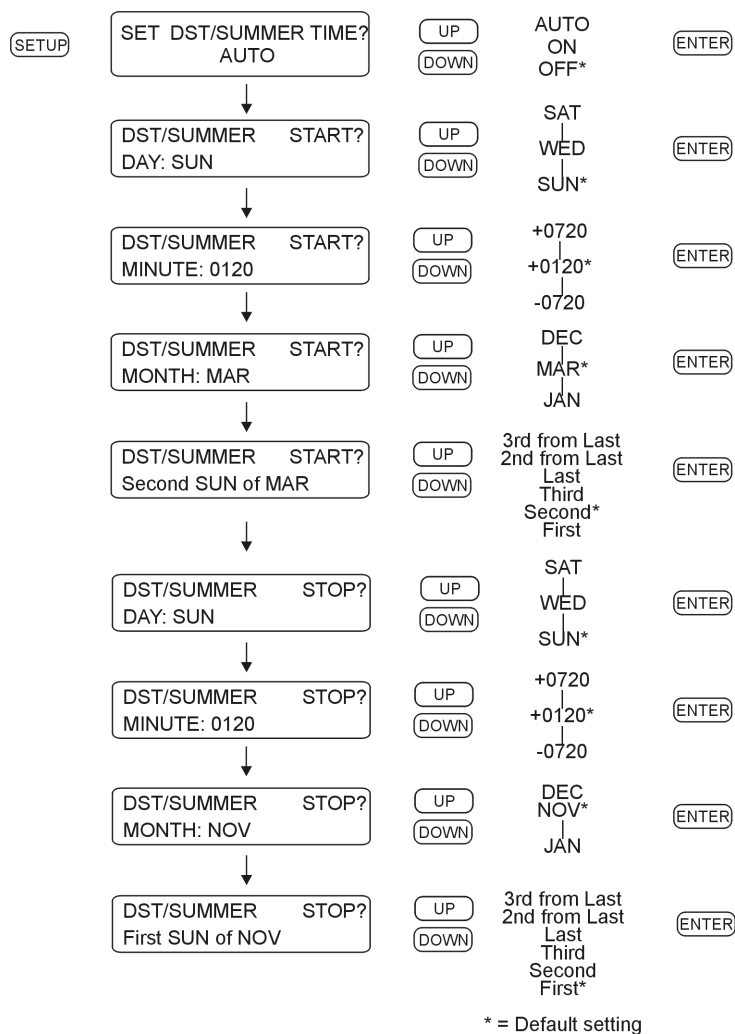 SETUP
SET DST/SUMMER TIME?
AUTO
UP
DOWN
AUTO
ON
OFF*
ENTER
DST/SUMMER START?
DAY: SUN
UP
DOWN
SAT
WED
SUN*
ENTER
DST/SUMMER START?
MINUTE: 0120
UP
DOWN
+0720
+0120*
-0720
ENTER
DST/SUMMER START?
MONTH: MAR
UP
DOWN
DEC
MAR*
JAN
ENTER
DST/SUMMER START?
Second SUN of MAR
UP
DOWN
3rd from Last
2nd from Last
Last
Third
Second*
First
ENTER
DST/SUMMER STOP?
DAY: SUN
UP
DOWN
SAT
WED
SUN*
ENTER
DST/SUMMER STOP?
MINUTE: 0120
UP
DOWN
+0720
+0120*
-0720
ENTER
DST/SUMMER STOP?
MONTH: NOV
UP
DOWN
DEC
NOV*
JAN
ENTER
DST/SUMMER STOP?
First SUN of NOV
UP
DOWN
3rd from Last
2nd from Last
Last
Third
Second
First*
ENTER
* = Default setting